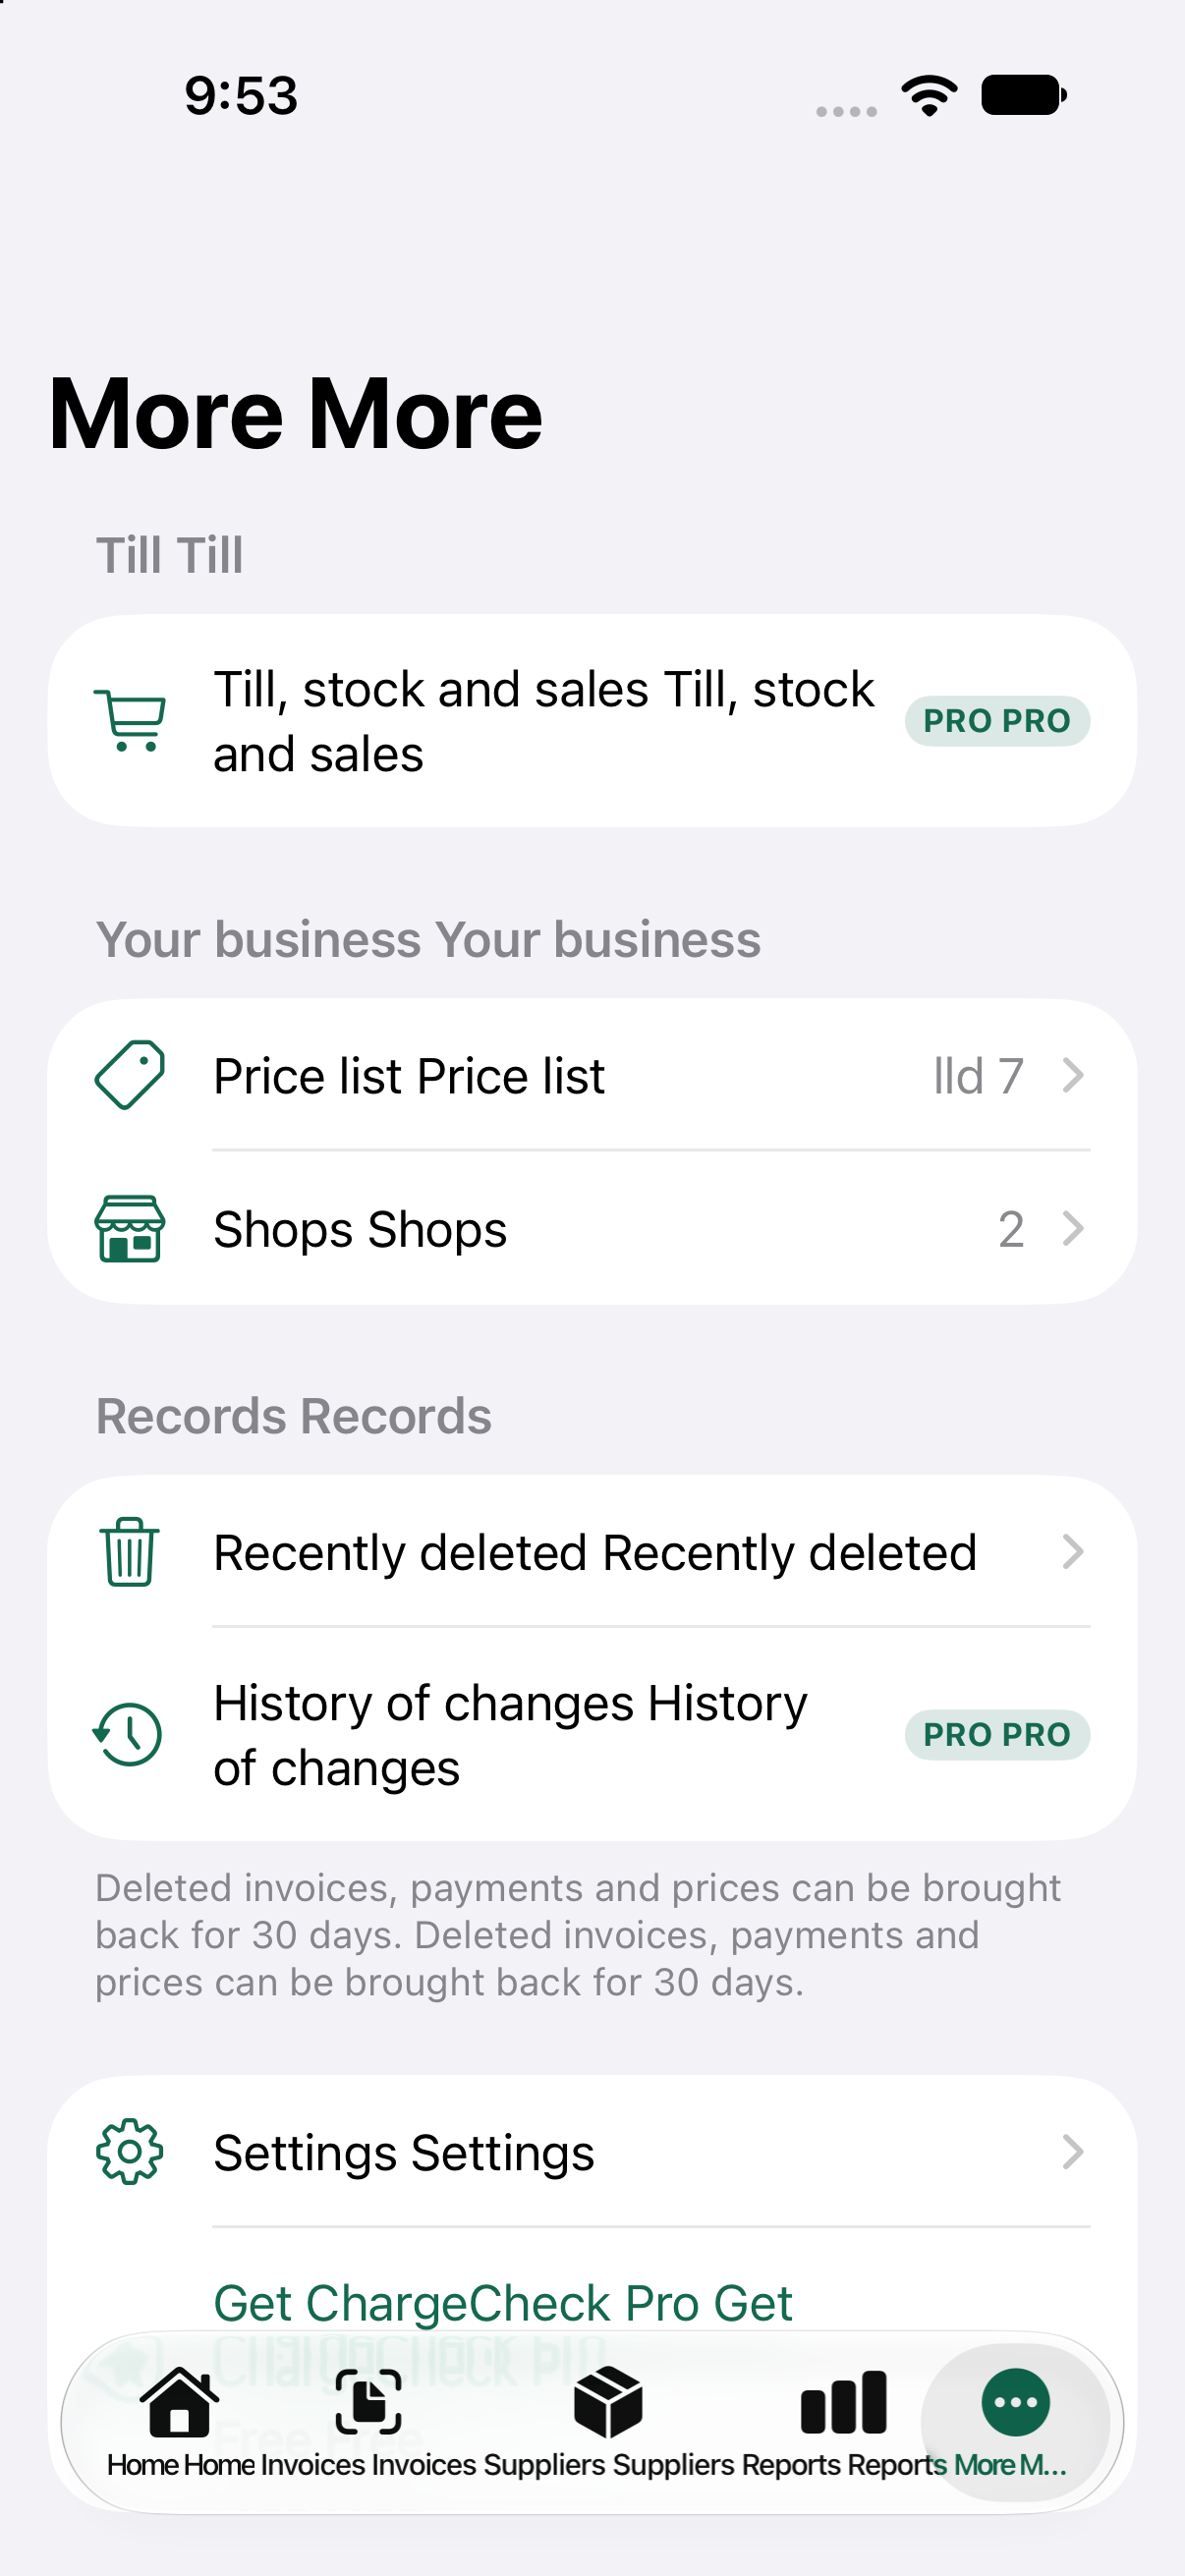 9:53
More More
Till Till
Till, stock and sales Till, stock
and sales
PRO PRO
Your business Your business
Price list Price list
lld 7
Shops Shops
2
Records Records
Recently deleted Recently deleted
History of changes History
of changes
PRO PRO
Deleted invoices, payments and prices can be brought
back for 30 days. Deleted invoices, payments and
prices can be brought back for 30 days.
Settings Settings
Get ChargeCheck Pro Get
ChargeCheck Pro
Free Free
Home Home Invoices Invoices Suppliers Suppliers Reports Reports More M...